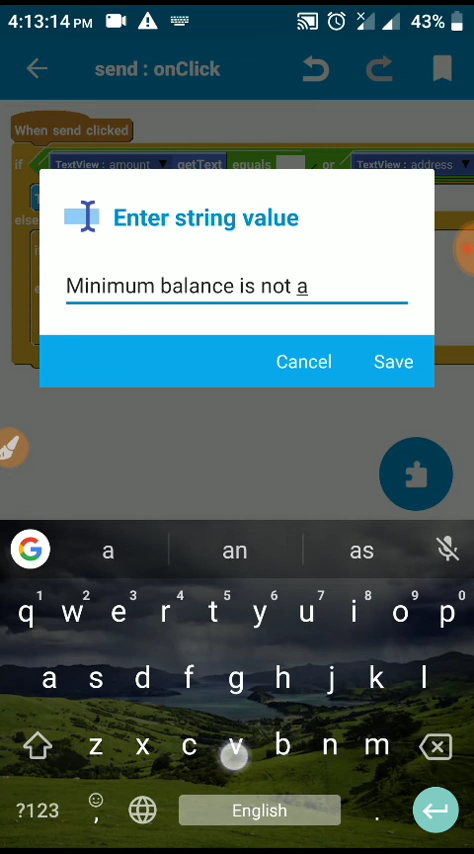 4:13:14 PM 43%
send : onClick
When send clicked
if TextView : amount getText equals or TextView : address
else
Enter string value
Minimum balance is not a
Cancel Save
a an as
1 2 3 4 5 6 7 8 9 0
q w e r t y u i o p
a s d f g h j k l
z x c v b n m
?123 , English .